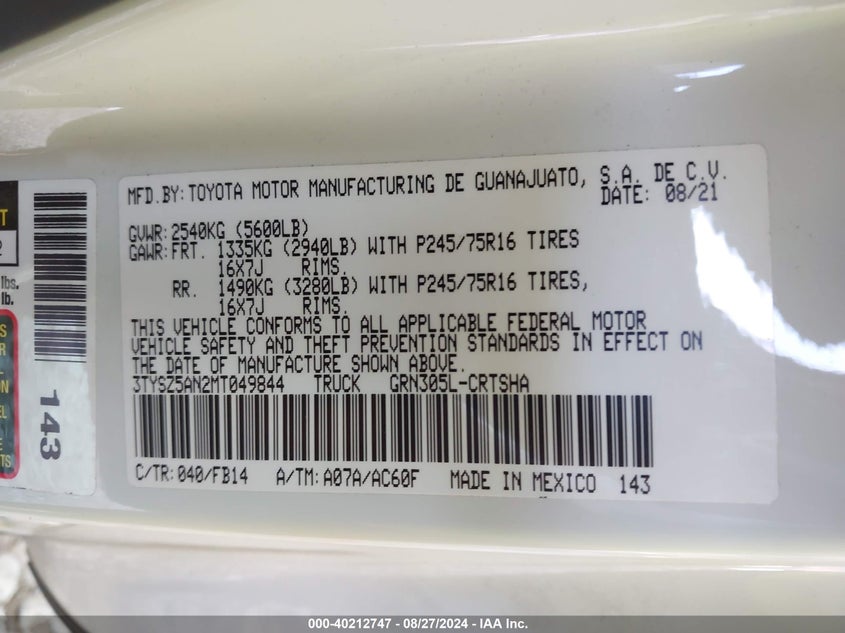 MFD.BY: TOYOTA MOTOR MANUFACTURING DE GUANAJUATO, S.A. DE C.V.
DATE: 08/21
GVWR: 2540KG (5600LB)
GAWR: FRT. 1335KG (2940LB) WITH P245/75R16 TIRES
16X7J RIMS.
RR. 1490KG (3280LB) WITH P245/75R16 TIRES,
16X7J RIMS.
THIS VEHICLE CONFORMS TO ALL APPLICABLE FEDERAL MOTOR
VEHICLE SAFETY AND THEFT PREVENTION STANDARDS IN EFFECT ON
THE DATE OF MANUFACTURE SHOWN ABOVE.
3TYSZ5AN2MT049844 TRUCK GRN305L-CRTSHA
C/TR: 040/FB14 A/TM: A07A/AC60F MADE IN MEXICO 143
lbs.
lb.
143
000-40212747 - 08/27/2024 - IAA Inc.